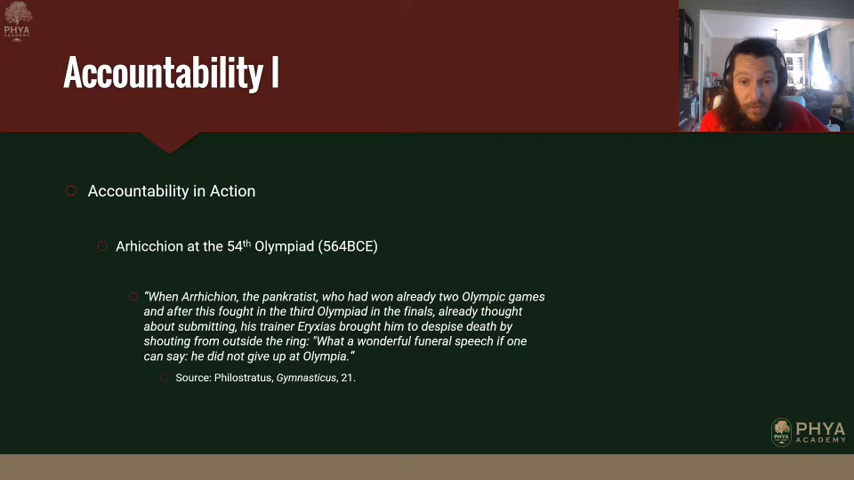 PHYA
ACADEMY
Accountability I
Accountability in Action
Arhicchion at the 54th Olympiad (564BCE)
“When Arrhichion, the pankratist, who had won already two Olympic games
and after this fought in the third Olympiad in the finals, already thought
about submitting, his trainer Eryxias brought him to despise death by
shouting from outside the ring: "What a wonderful funeral speech if one
can say: he did not give up at Olympia.“
Source: Philostratus, Gymnasticus, 21.
PHYA
PHYA
ACADEMY